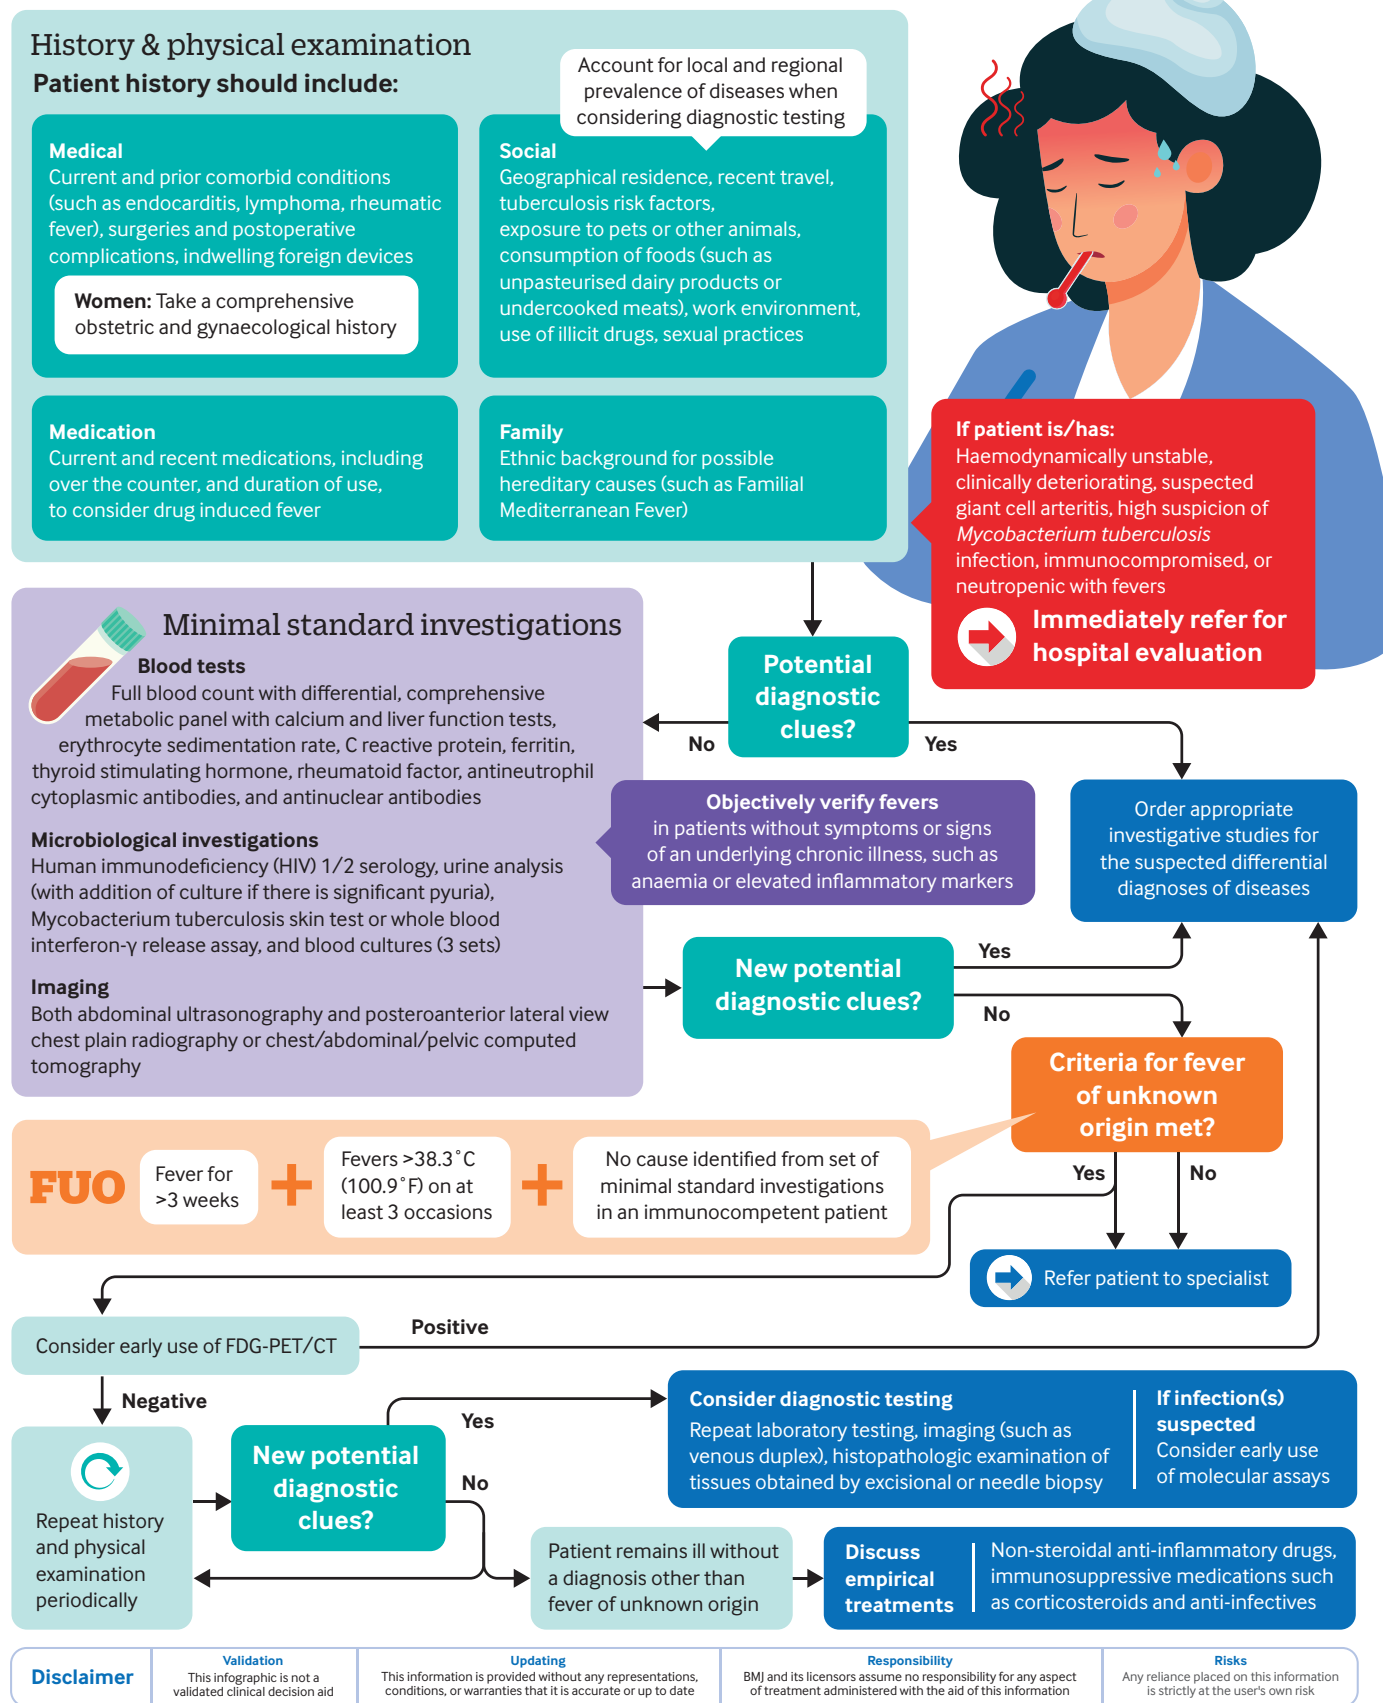 History & physical examination
Patient history should include:
Account for local and regional
prevalence of diseases when
considering diagnostic testing
Medical
Current and prior comorbid conditions
(such as endocarditis, lymphoma, rheumatic
fever), surgeries and postoperative
complications, indwelling foreign devices
Women: Take a comprehensive
obstetric and gynaecological history
Social
Geographical residence, recent travel,
tuberculosis risk factors,
exposure to pets or other animals,
consumption of foods (such as
unpasteurised dairy products or
undercooked meats), work environment,
use of illicit drugs, sexual practices
Medication
Current and recent medications, including
over the counter, and duration of use,
to consider drug induced fever
Family
Ethnic background for possible
hereditary causes (such as Familial
Mediterranean Fever)
If patient is/has:
Haemodynamically unstable,
clinically deteriorating, suspected
giant cell arteritis, high suspicion of
Mycobacterium tuberculosis
infection, immunocompromised, or
neutropenic with fevers
Immediately refer for
hospital evaluation
Potential
diagnostic
clues?
No
Yes
Minimal standard investigations
Blood tests
Full blood count with differential, comprehensive
metabolic panel with calcium and liver function tests,
erythrocyte sedimentation rate, C reactive protein, ferritin,
thyroid stimulating hormone, rheumatoid factor, antineutrophil
cytoplasmic antibodies, and antinuclear antibodies
Microbiological investigations
Human immunodeficiency (HIV) 1/2 serology, urine analysis
(with addition of culture if there is significant pyuria),
Mycobacterium tuberculosis skin test or whole blood
interferon-γ release assay, and blood cultures (3 sets)
Imaging
Both abdominal ultrasonography and posteroanterior lateral view
chest plain radiography or chest/abdominal/pelvic computed
tomography
Objectively verify fevers
in patients without symptoms or signs
of an underlying chronic illness, such as
anaemia or elevated inflammatory markers
Order appropriate
investigative studies for
the suspected differential
diagnoses of diseases
New potential
diagnostic clues?
Yes
No
Criteria for fever
of unknown
origin met?
Yes
No
FUO
Fever for
>3 weeks
+
Fevers >38.3˚C
(100.9˚F) on at
least 3 occasions
+
No cause identified from set of
minimal standard investigations
in an immunocompetent patient
Refer patient to specialist
Consider early use of FDG-PET/CT
Positive
Negative
Repeat history
and physical
examination
periodically
New potential
diagnostic
clues?
Yes
No
Consider diagnostic testing
Repeat laboratory testing, imaging (such as
venous duplex), histopathologic examination of
tissues obtained by excisional or needle biopsy
If infection(s)
suspected
Consider early use
of molecular assays
Patient remains ill without
a diagnosis other than
fever of unknown origin
Discuss
empirical
treatments
Non-steroidal anti-inflammatory drugs,
immunosuppressive medications such
as corticosteroids and anti-infectives
Disclaimer
Validation
This infographic is not a
validated clinical decision aid
Updating
This information is provided without any representations,
conditions, or warranties that it is accurate or up to date
Responsibility
BMJ and its licensors assume no responsibility for any aspect
of treatment administered with the aid of this information
Risks
Any reliance placed on this information
is strictly at the user's own risk